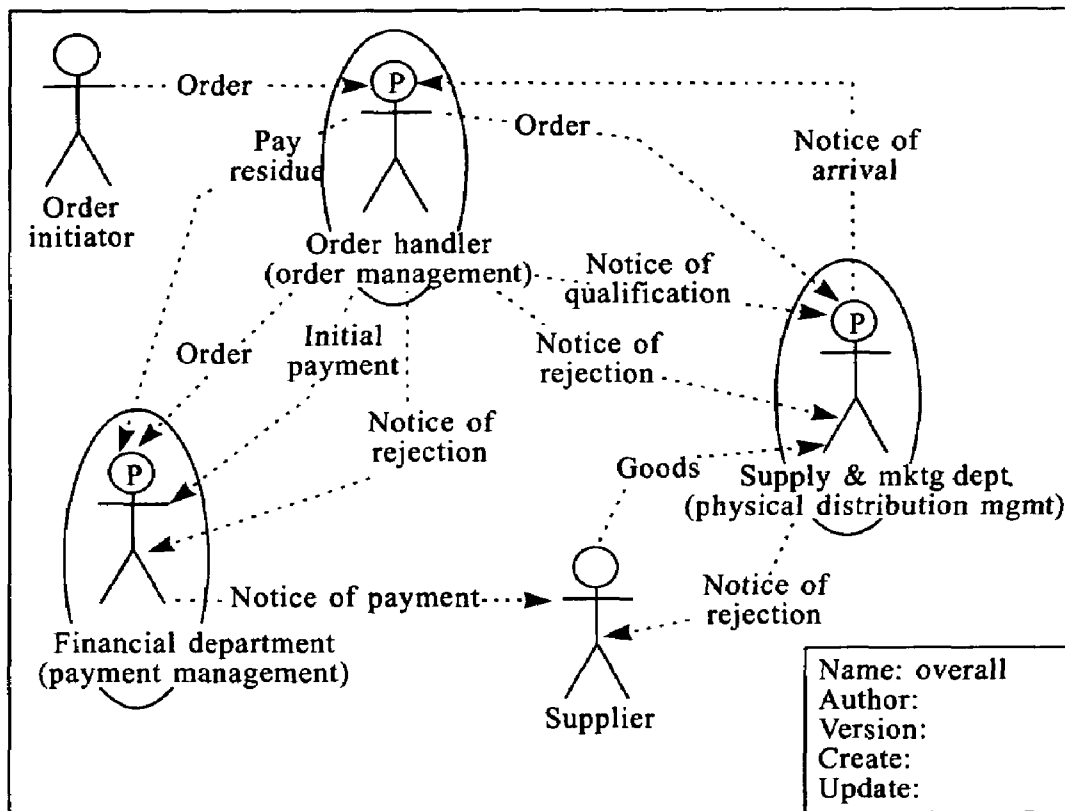 P
Order
Order
Pay
residue
Notice of
arrival
Order
initiator
Order handler
(order management)
Notice of
qualification
P
Initial
payment
Order
Notice of
rejection
Notice of
rejection
P
Goods
Supply & mktg dept.
(physical distribution mgmt)
Notice of payment
Notice of
rejection
Financial department
(payment management)
Supplier
Name: overall
Author:
Version:
Create:
Update: